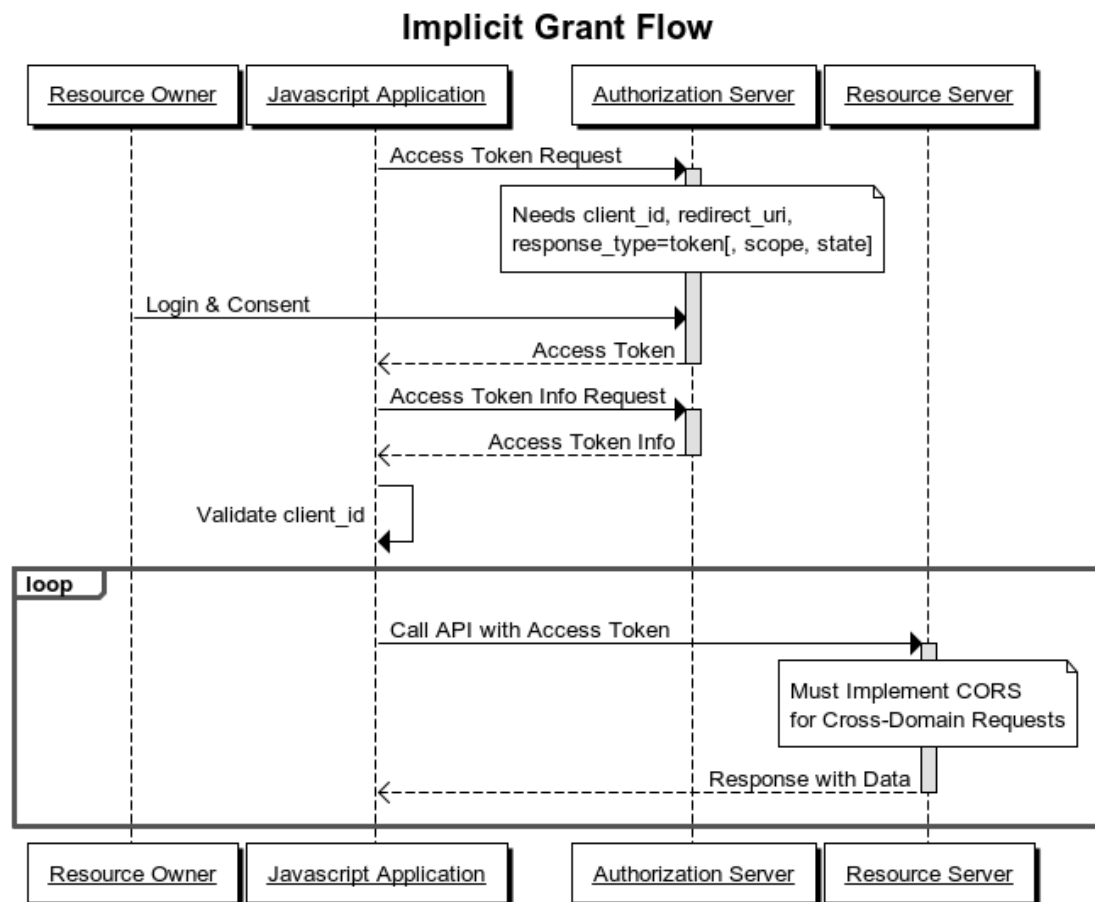 Implicit Grant Flow
Resource Owner
Javascript Application
Authorization Server
Resource Server
Access Token Request
Needs client_id, redirect_uri,
response_type=token[, scope, state]
Login & Consent
Access Token
Access Token Info Request
Access Token Info
Validate client_id
loop
Call API with Access Token
Must Implement CORS
for Cross-Domain Requests
Response with Data
Resource Owner
Javascript Application
Authorization Server
Resource Server